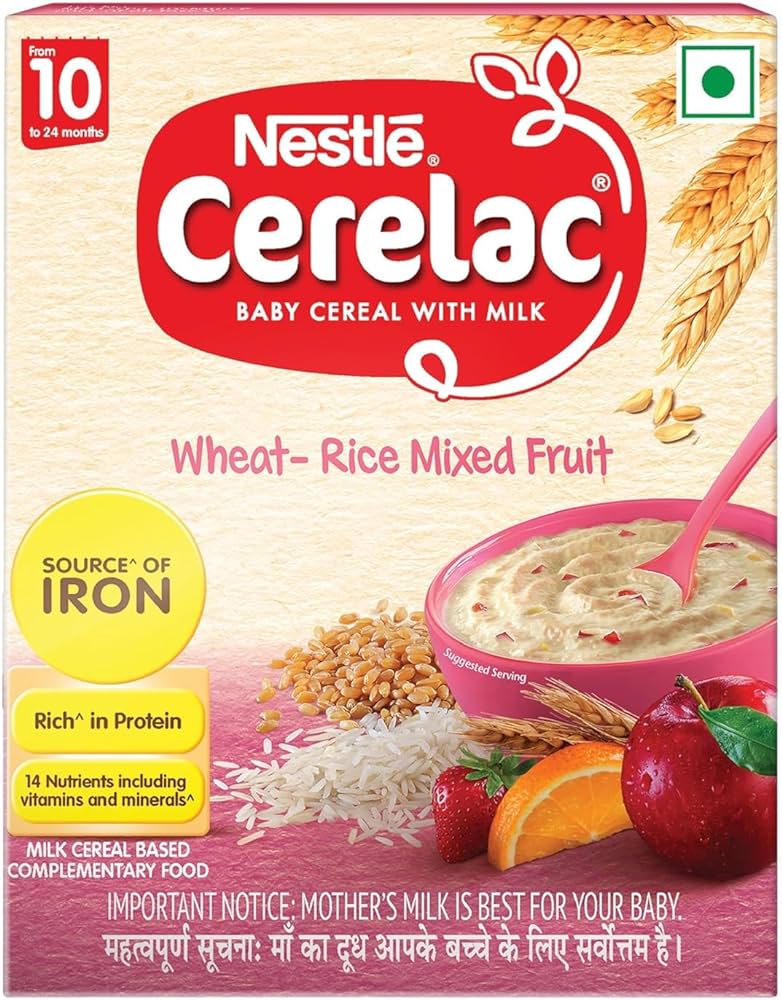 From
10
to 24 months
Nestlé®
Cerelac®
BABY CEREAL WITH MILK
Wheat- Rice Mixed Fruit
SOURCE^ OF
IRON
Rich^ in Protein
14 Nutrients including
vitamins and minerals^
MILK CEREAL BASED
COMPLEMENTARY FOOD
Suggested Serving
IMPORTANT NOTICE: MOTHER'S MILK IS BEST FOR YOUR BABY.
महत्वपूर्ण सूचना: माँ का दूध आपके बच्चे के लिए सर्वोत्तम है।